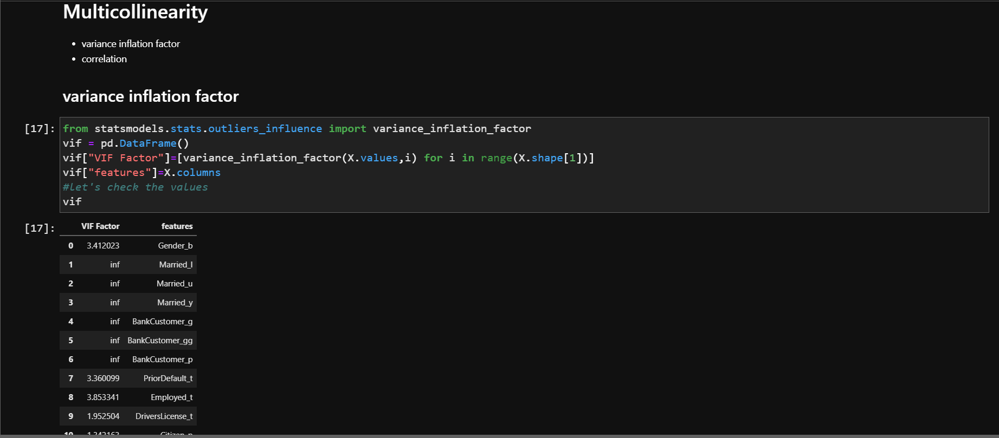 Multicollinearity
• variance inflation factor
• correlation
variance inflation factor
[17]: from statsmodels.stats.outliers_influence import variance_inflation_factor
vif = pd.DataFrame()
vif["VIF Factor"]=[variance_inflation_factor(X.values,i) for i in range(X.shape[1])]
vif["features"]=X.columns
#let's check the values
vif
[17]: VIF Factor features
0 3.412023 Gender_b
1 inf Married_l
2 inf Married_u
3 inf Married_y
4 inf BankCustomer_g
5 inf BankCustomer_gg
6 inf BankCustomer_p
7 3.360099 PriorDefault_t
8 3.853341 Employed_t
9 1.952504 DriversLicense_t
10 1.342163